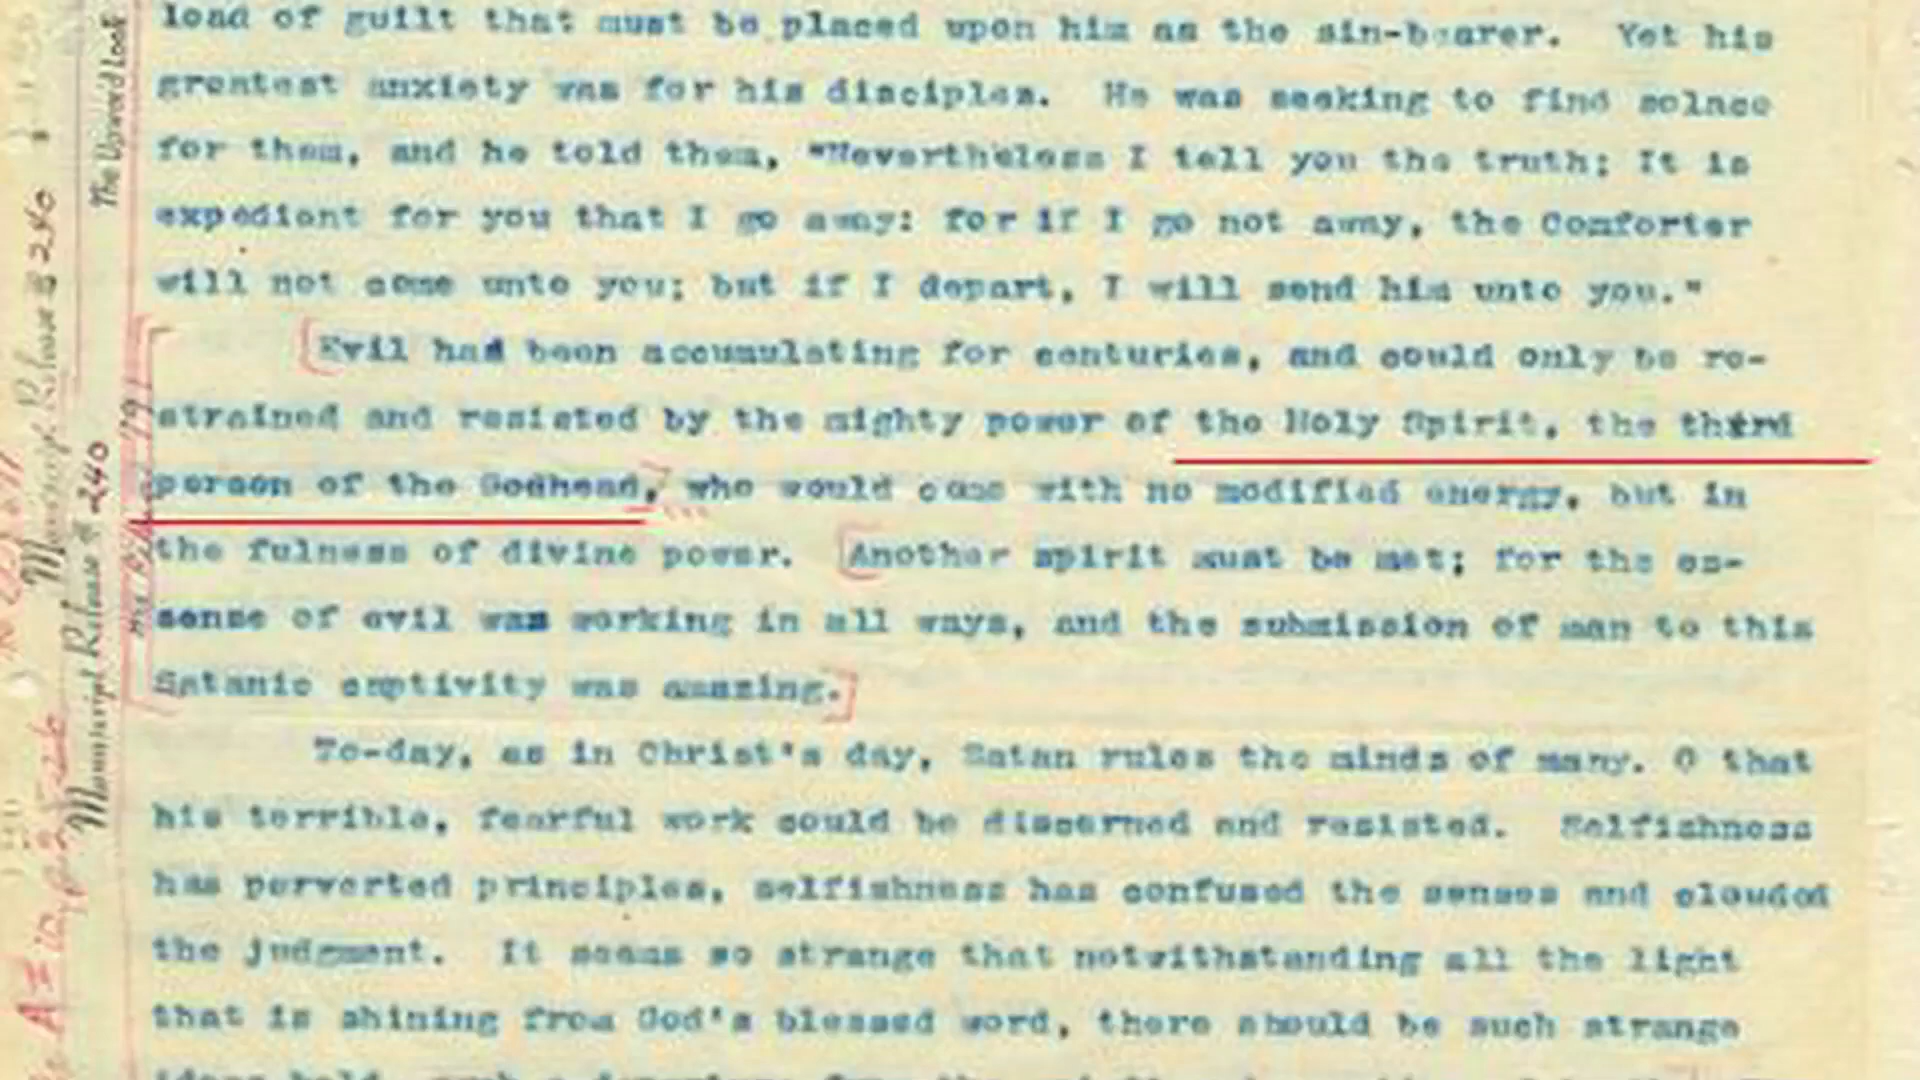 load of guilt that must be placed upon him as the sin-bearer. Yet his
greatest anxiety was for his disciples. He was seeking to find solace
for them, and he told them, "Nevertheless I tell you the truth; It is
expedient for you that I go away: for if I go not away, the Comforter
will not come unto you; but if I depart, I will send him unto you."
Evil had been accumulating for centuries, and could only be re-
strained and resisted by the mighty power of the Holy Spirit, the third
person of the Godhead, who would come with no modified energy, but in
the fulness of divine power. Another spirit must be met; for the es-
sense of evil was working in all ways, and the submission of man to this
Satanic captivity was amazing.
To-day, as in Christ's day, Satan rules the minds of many. O that
his terrible, fearful work could be discerned and resisted. Selfishness
has perverted principles, selfishness has confused the senses and clouded
the judgment. It seems so strange that notwithstanding all the light
that is shining from God's blessed word, there should be such strange
The Upward Look
Manuscript Release # 240
Manuscript Release # 240